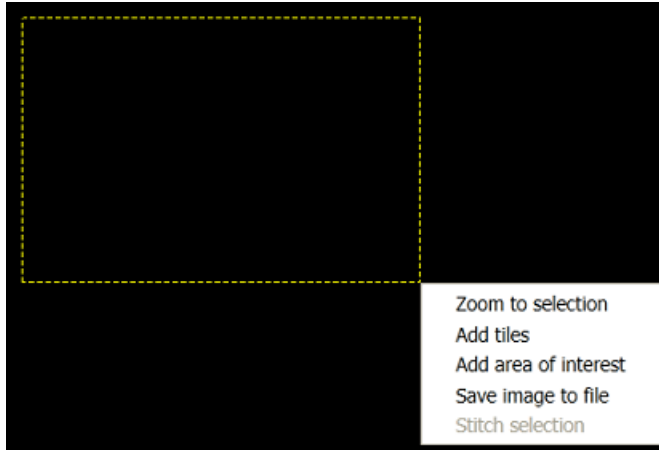 Zoom to selection
Add tiles
Add area of interest
Save image to file
Stitch selection